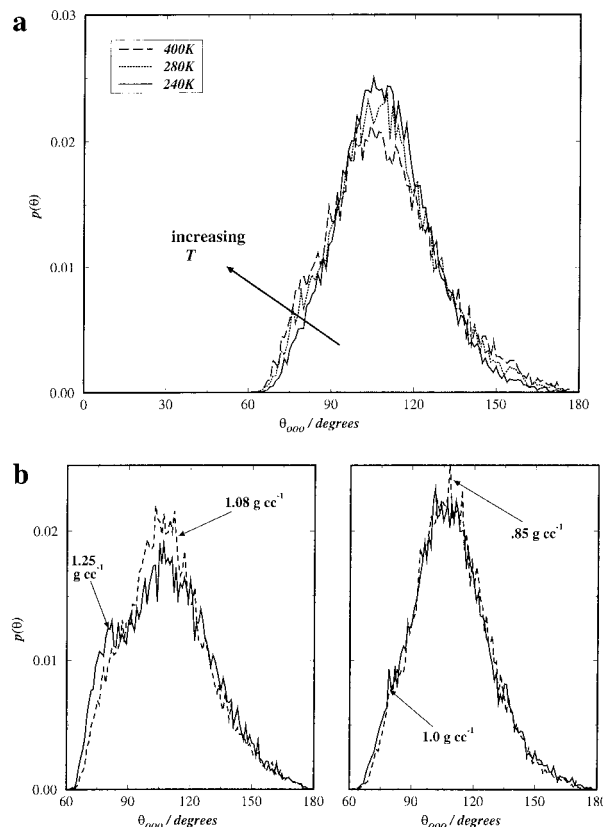 a
0.03
400K
280K
240K
0.02
p(θ)
increasing
T
0.01
0.00
0 30 60 90 120 150 180
θooo / degrees
b
0.02
1.08 g cc-1
1.25
g cc-1
.85 g cc-1
p(θ)
0.01
1.0 g cc-1
0.00
60 90 120 150 180 60 90 120 150 180
θooo / degrees θooo / degrees